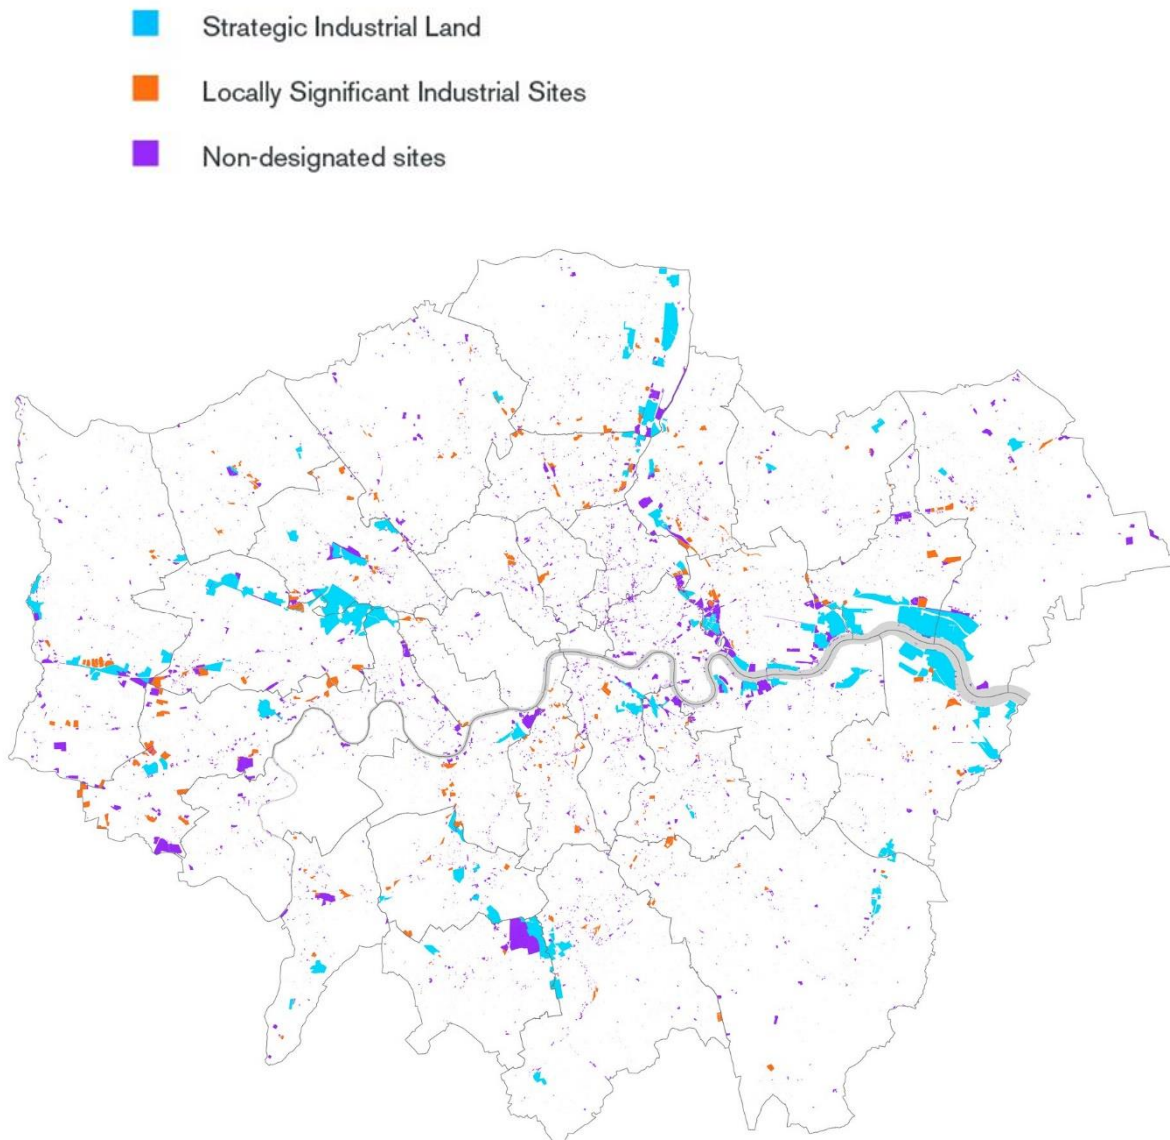 Strategic Industrial Land
Locally Significant Industrial Sites
Non-designated sites